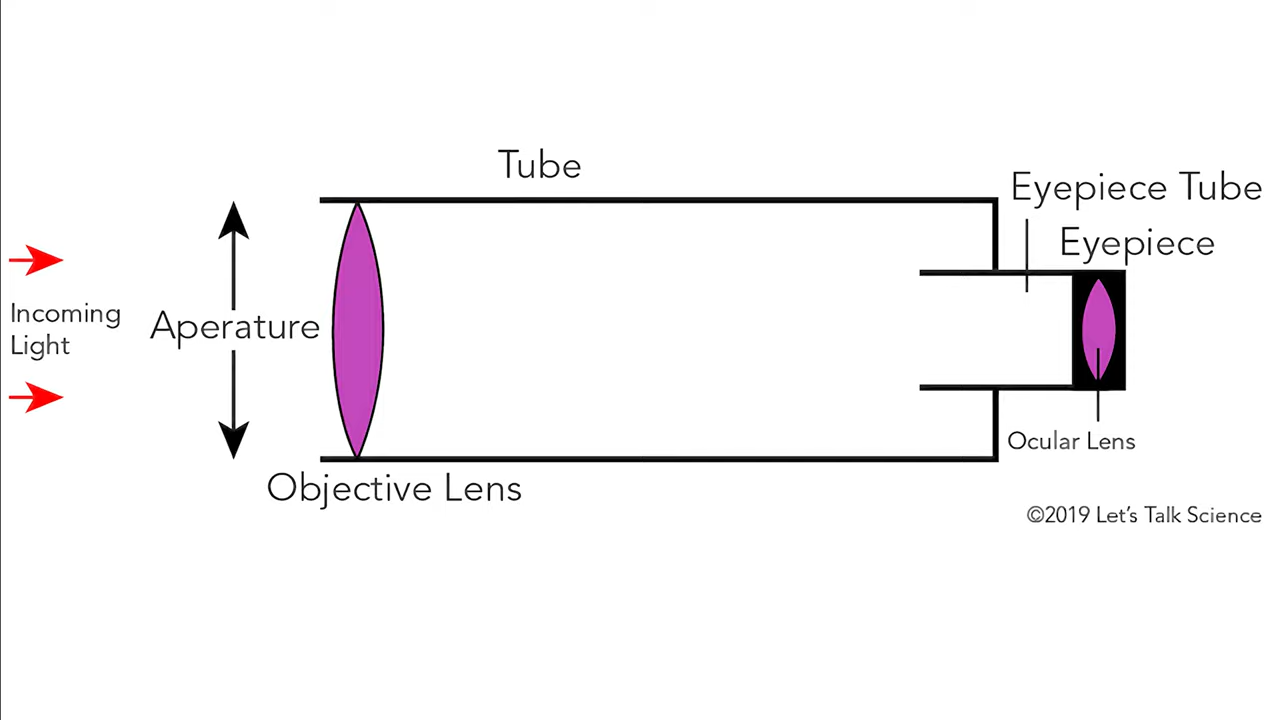 Tube
Eyepiece Tube
Eyepiece
Incoming
Light
Aperature
Ocular Lens
Objective Lens
©2019 Let's Talk Science